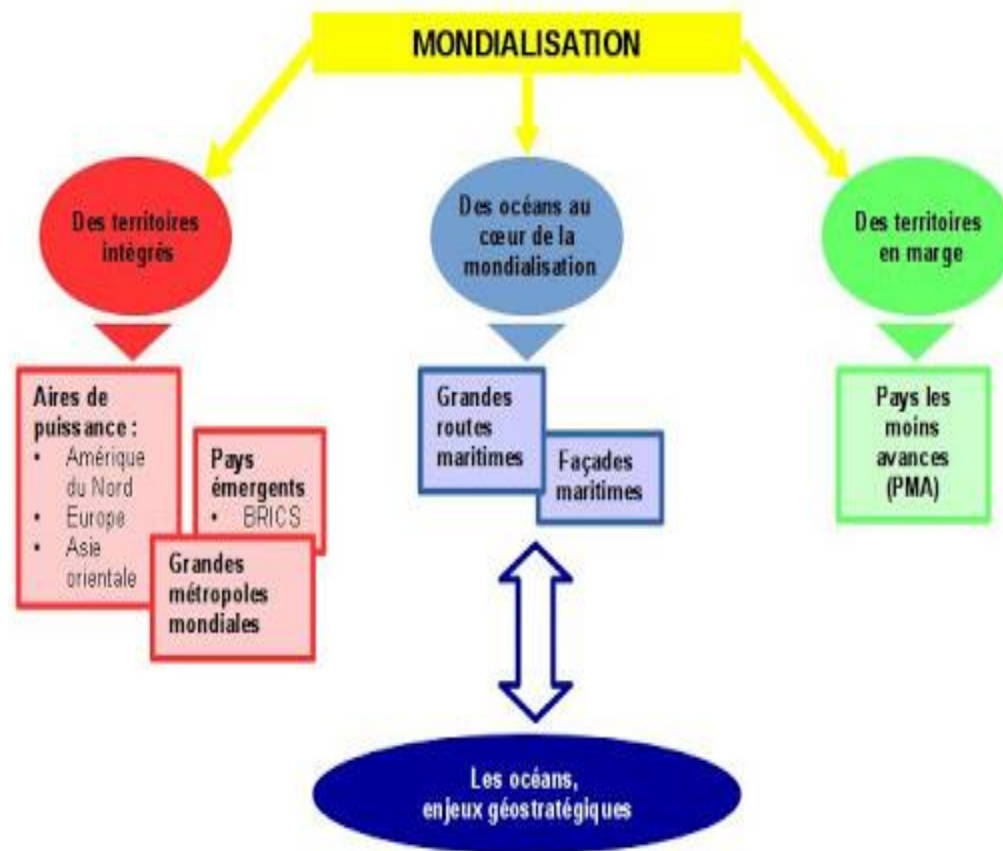 MONDIALISATION
Des territoires
intégrés
Des océans au
cœur de la
mondialisation
Des territoires
en marge
Aires de
puissance :
• Amérique
du Nord
• Europe
• Asie
orientale
Pays
émergents
• BRICS
Grandes
métropoles
mondiales
Grandes
routes
maritimes
Façades
maritimes
Pays les
moins
avances
(PMA)
Les océans,
enjeux géostratégiques